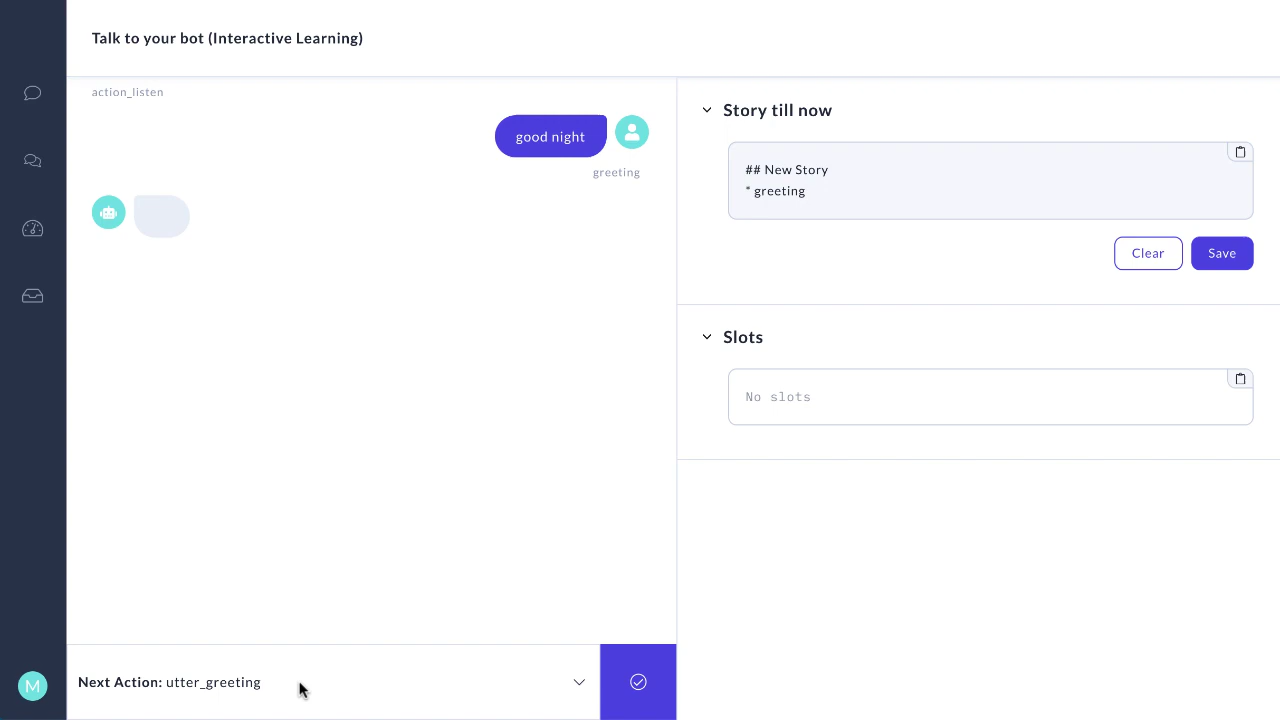 Talk to your bot (Interactive Learning)
action_listen
good night
greeting
Story till now
## New Story
* greeting
Clear
Save
Slots
No slots
Next Action: utter_greeting
M